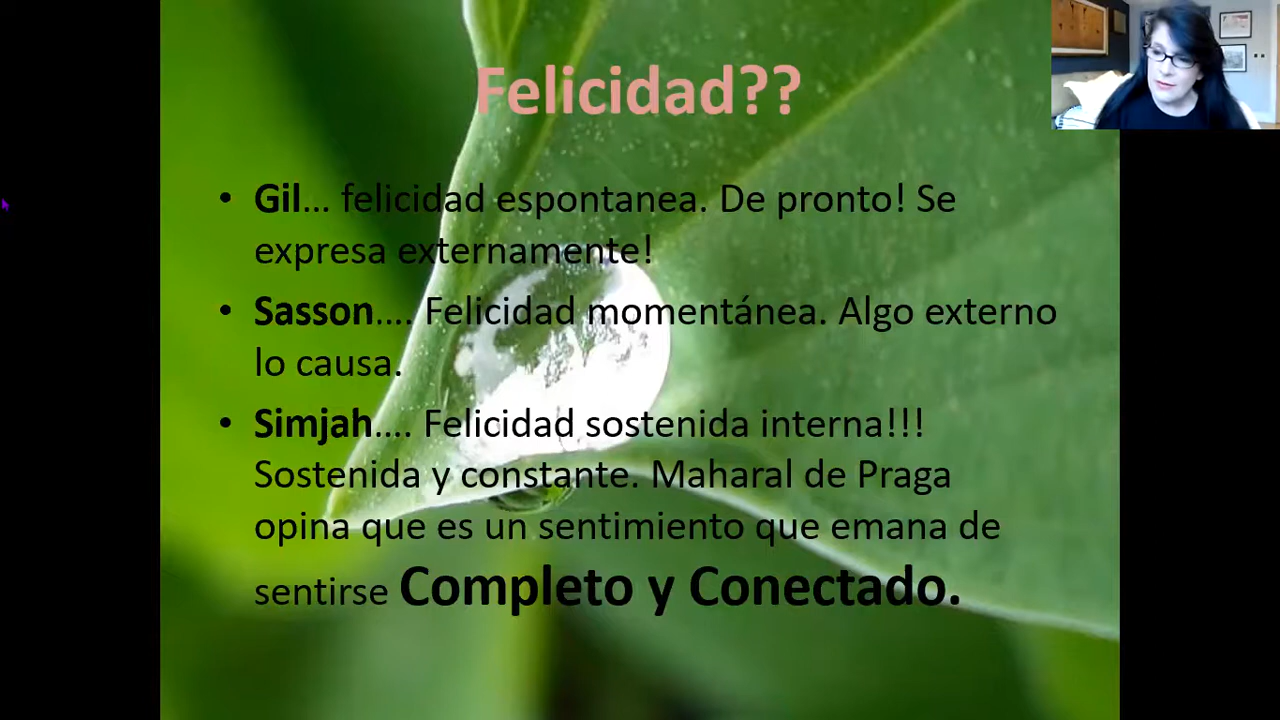 Felicidad??
• Gil... felicidad espontanea. De pronto! Se
expresa externamente!
• Sasson.... Felicidad momentánea. Algo externo
lo causa.
• Simjah.... Felicidad sostenida interna!!!
Sostenida y constante. Maharal de Praga
opina que es un sentimiento que emana de
sentirse Completo y Conectado.